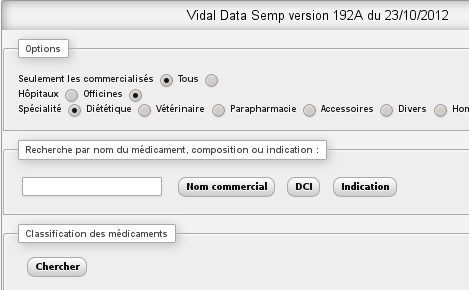 Vidal Data Semp version 192A du 23/10/2012
Options
Seulement les commercialisés Tous
Hôpitaux Officines
Spécialité Diététique Vétérinaire Parapharmacie Accessoires Divers Hon
Recherche par nom du médicament, composition ou indication :
Nom commercial DCI Indication
Classification des médicaments
Chercher